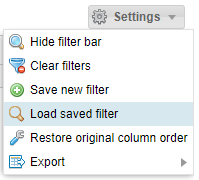 Settings
Hide filter bar
Clear filters
Save new filter
Load saved filter
Restore original column order
Export